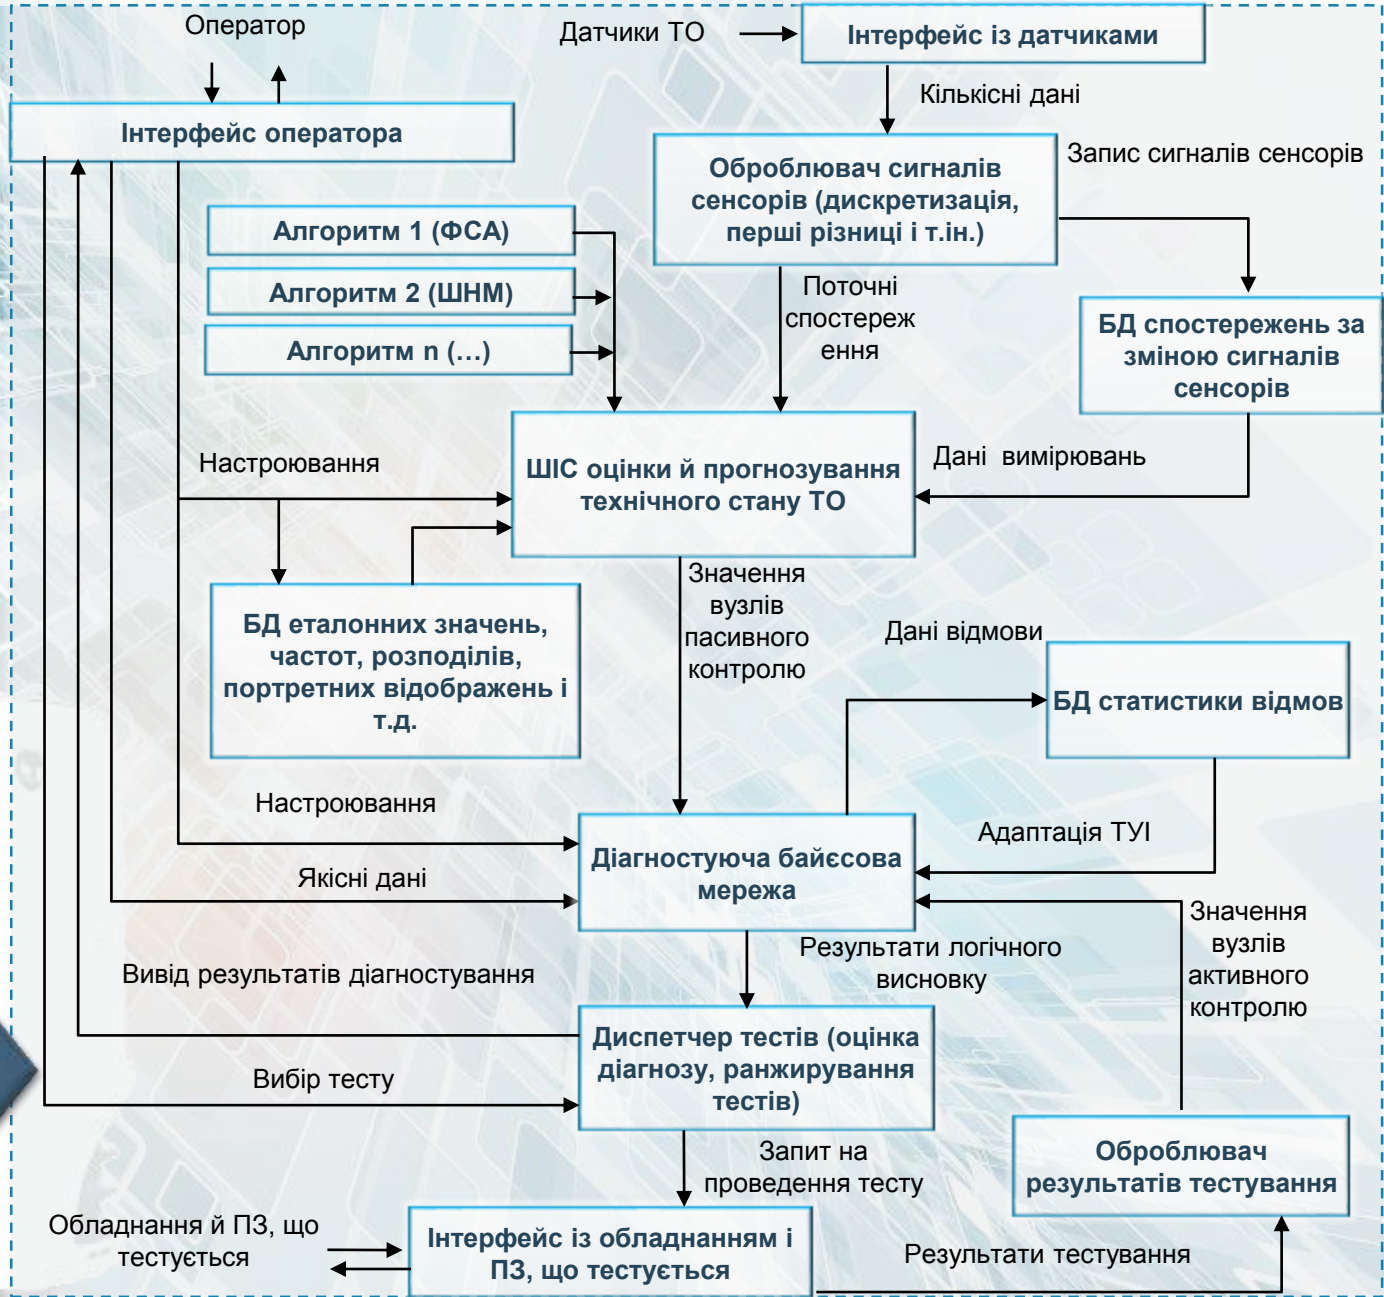 Оператор
Датчики ТО
Інтерфейс із датчиками
Кількісні дані
Інтерфейс оператора
Оброблювач сигналів
сенсорів (дискретизація,
перші різниці і т.ін.)
Запис сигналів сенсорів
Алгоритм 1 (ФСА)
Алгоритм 2 (ШНМ)
Алгоритм n (...)
Поточні
спостереж
ення
БД спостережень за
зміною сигналів
сенсорів
Настроювання
ШІС оцінки й прогнозування
технічного стану ТО
Дані вимірювань
БД еталонних значень,
частот, розподілів,
портретних відображень і
т.д.
Значення
вузлів
пасивного
контролю
Дані відмови
БД статистики відмов
Настроювання
Адаптація ТУІ
Діагностуюча байєсова
мережа
Якісні дані
Значення
вузлів
активного
контролю
Результати логічного
висновку
Вивід результатів діагностування
Диспетчер тестів (оцінка
діагнозу, ранжирування
тестів)
Вибір тесту
Запит на
проведення тесту
Оброблювач
результатів тестування
Обладнання й ПЗ, що
тестується
Інтерфейс із обладнанням і
ПЗ, що тестується
Результати тестування